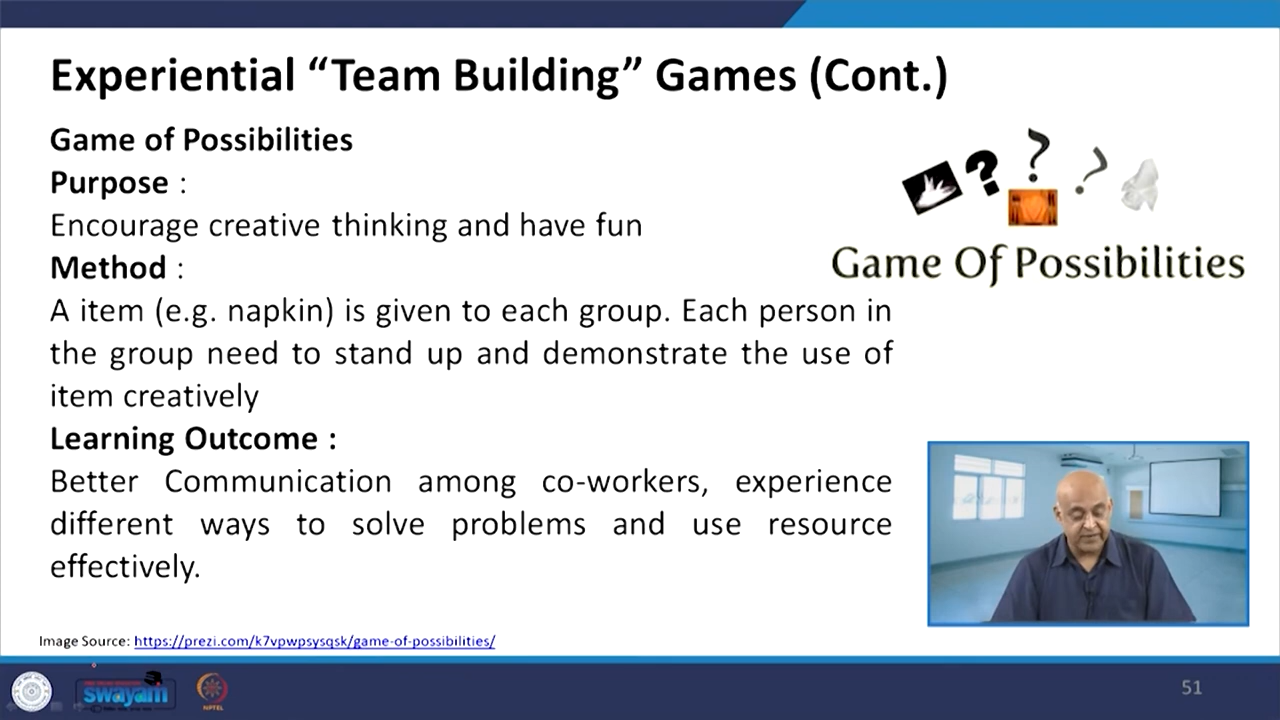 Experiential “Team Building” Games (Cont.)
Game of Possibilities
Purpose :
Encourage creative thinking and have fun
Method :
A item (e.g. napkin) is given to each group. Each person in
the group need to stand up and demonstrate the use of
item creatively
Learning Outcome :
Better Communication among co-workers, experience
different ways to solve problems and use resource
effectively.
? ? ?
Game Of Possibilities
Image Source: https://prezi.com/k7vpwpsysqsk/game-of-possibilities/
swayam
NPTEL
51